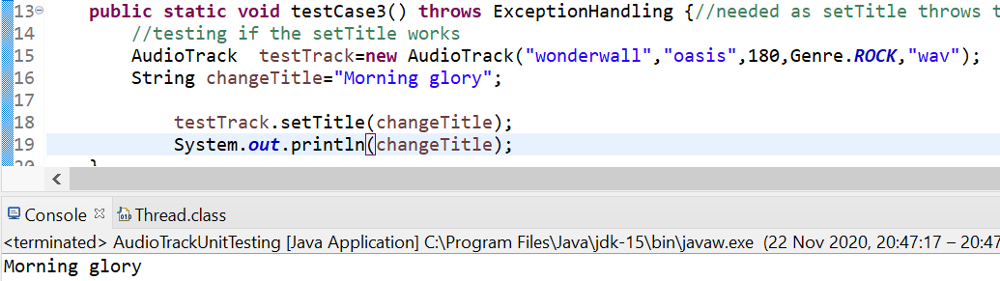 13 public static void testCase3() throws ExceptionHandling {//needed as setTitle throws
14 //testing if the setTitle works
15 AudioTrack  testTrack=new AudioTrack("wonderwall","oasis",180,Genre.ROCK,"wav");
16 String changeTitle="Morning glory";
17
18 testTrack.setTitle(changeTitle);
19 System.out.println(changeTitle);
20 }
Console Thread.class
<terminated> AudioTrackUnitTesting [Java Application] C:\Program Files\Java\jdk-15\bin\javaw.exe (22 Nov 2020, 20:47:17 – 20:47
Morning glory